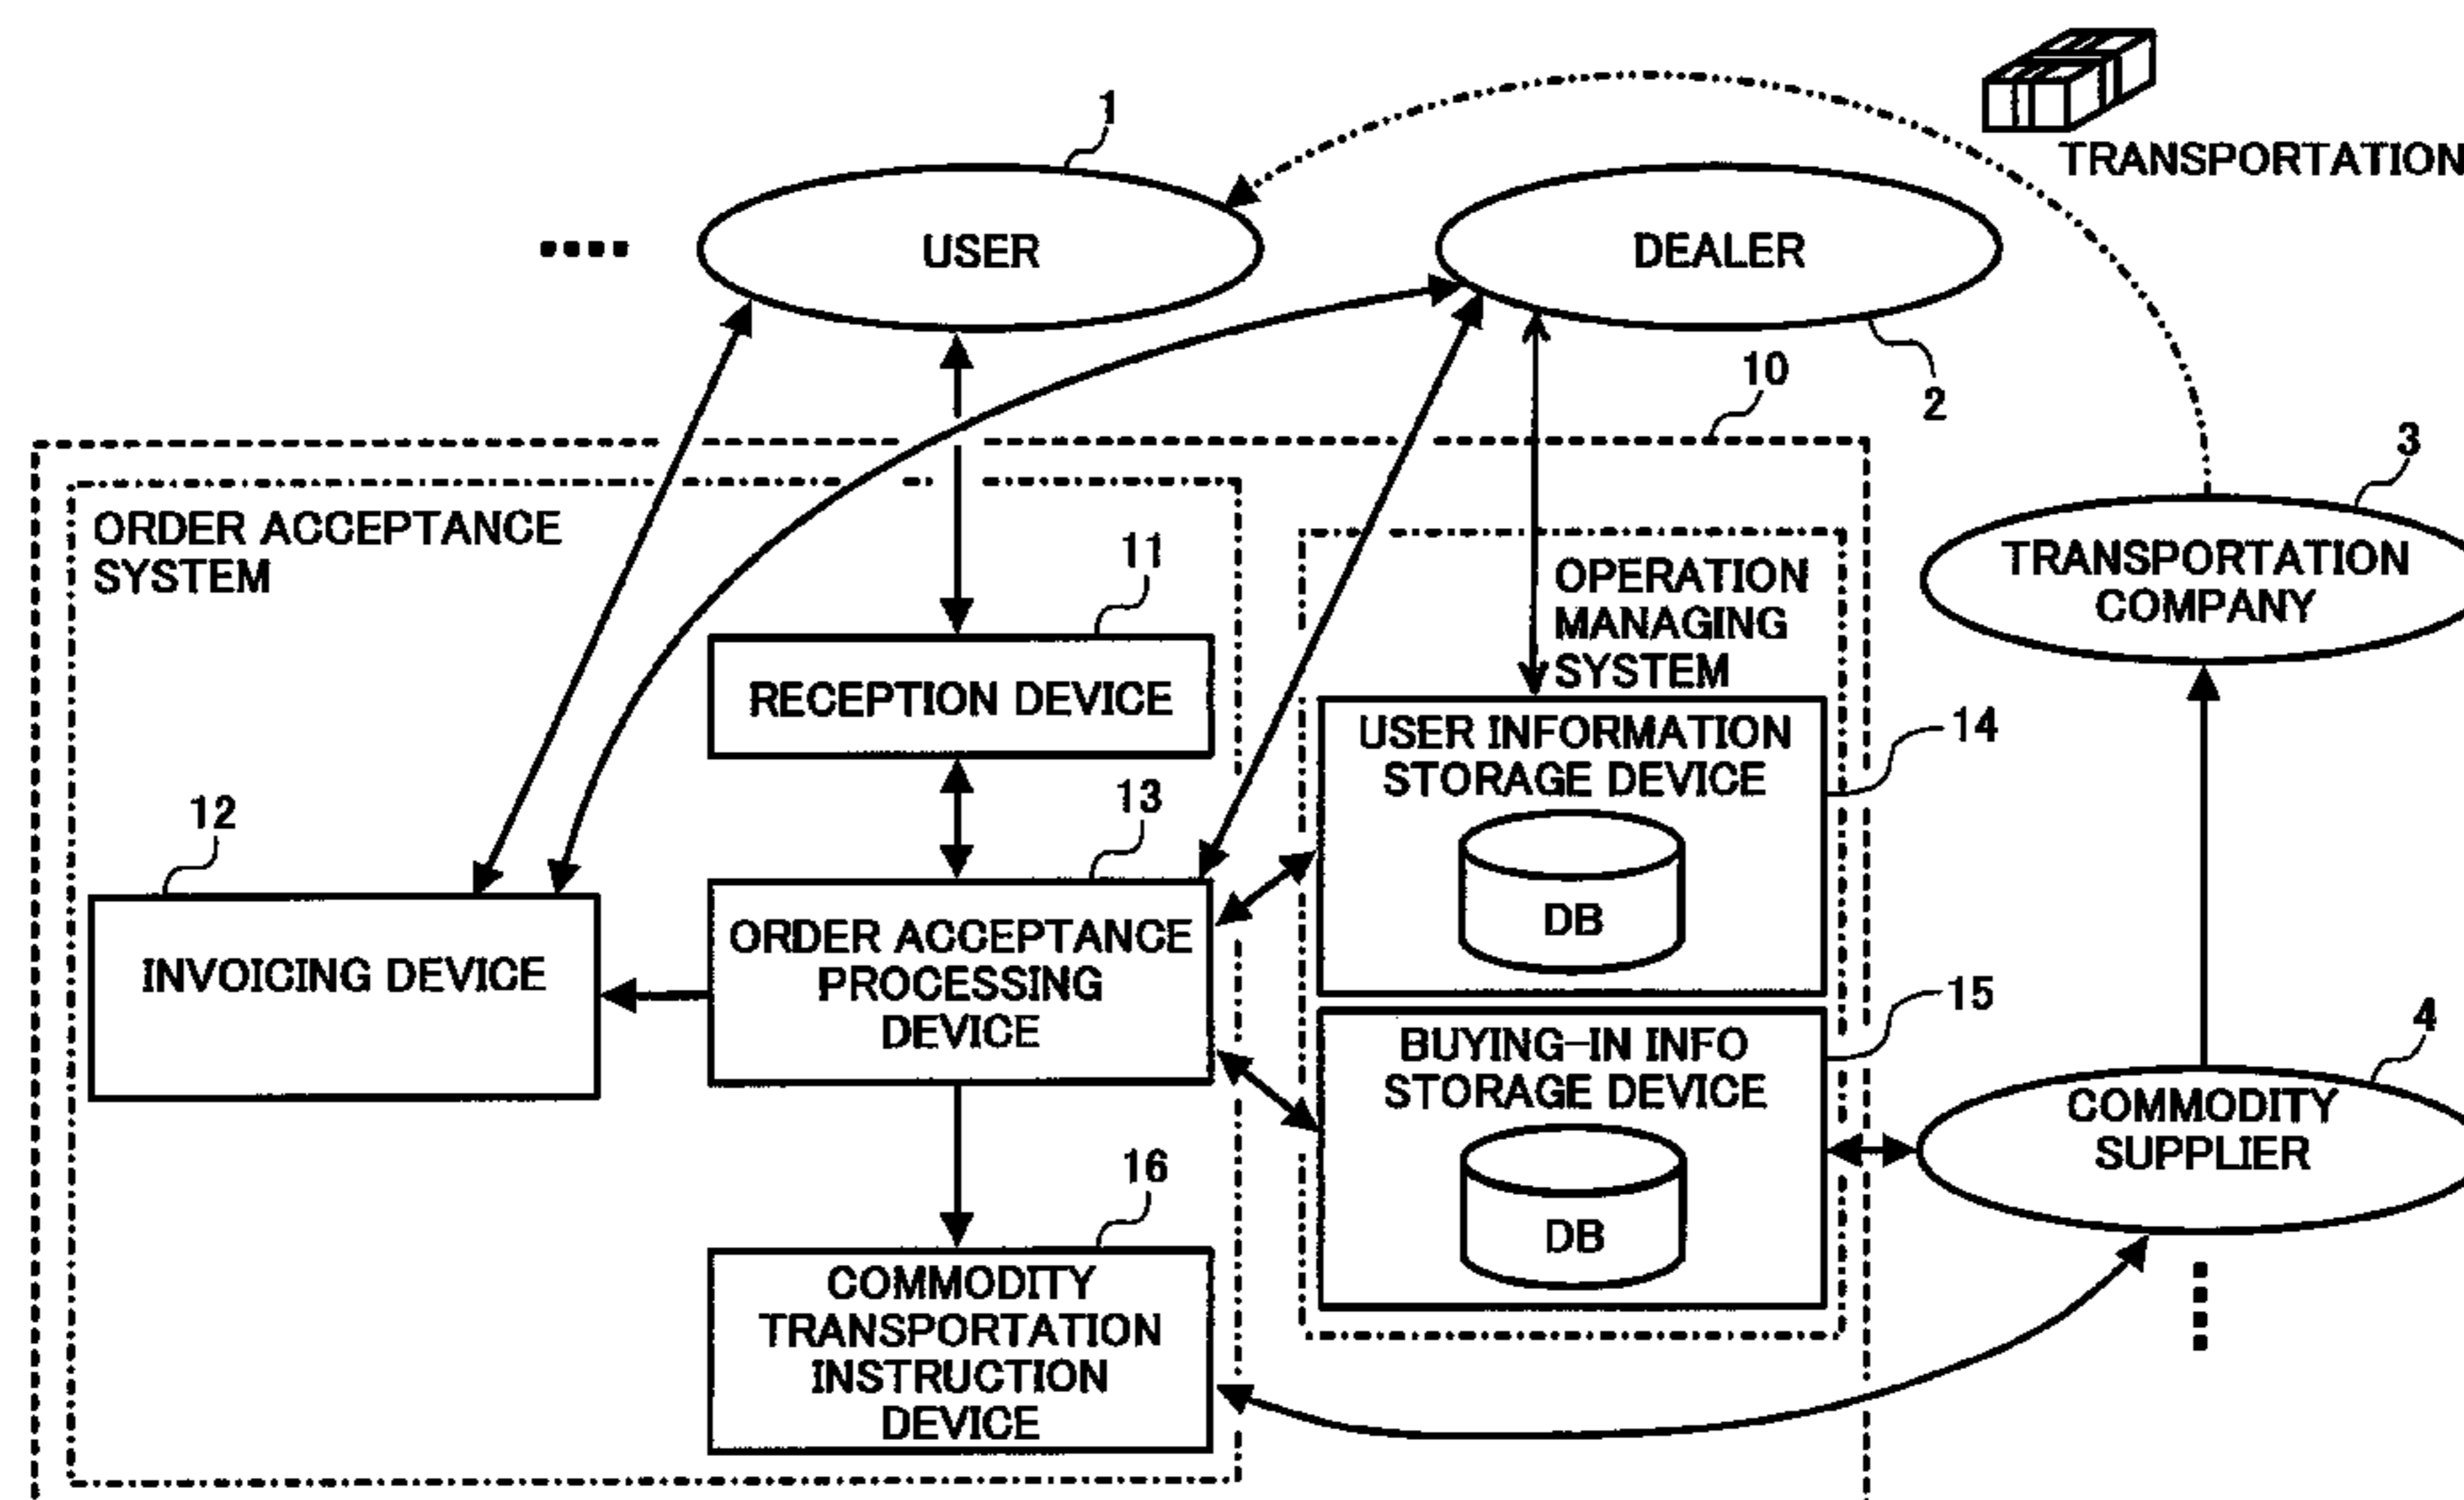 TRANSPORTATION
1
USER
DEALER
2
10
3
ORDER ACCEPTANCE
SYSTEM
11
OPERATION
MANAGING
SYSTEM
TRANSPORTATION
COMPANY
RECEPTION DEVICE
USER INFORMATION
STORAGE DEVICE
14
DB
12
13
INVOICING DEVICE
ORDER ACCEPTANCE
PROCESSING
DEVICE
15
BUYING-IN INFO
STORAGE DEVICE
DB
4
COMMODITY
SUPPLIER
16
COMMODITY
TRANSPORTATION
INSTRUCTION
DEVICE